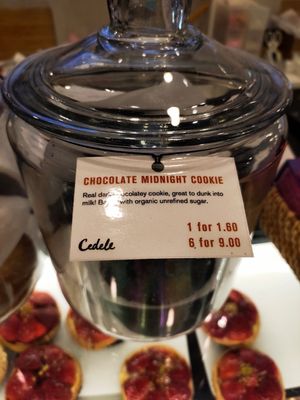 CHOCOLATE MIDNIGHT COOKIE
Real dark chocolatey cookie, great to dunk into
milk! Baked with organic unrefined sugar.
1 for 1.60
6 for 9.00
Cedele